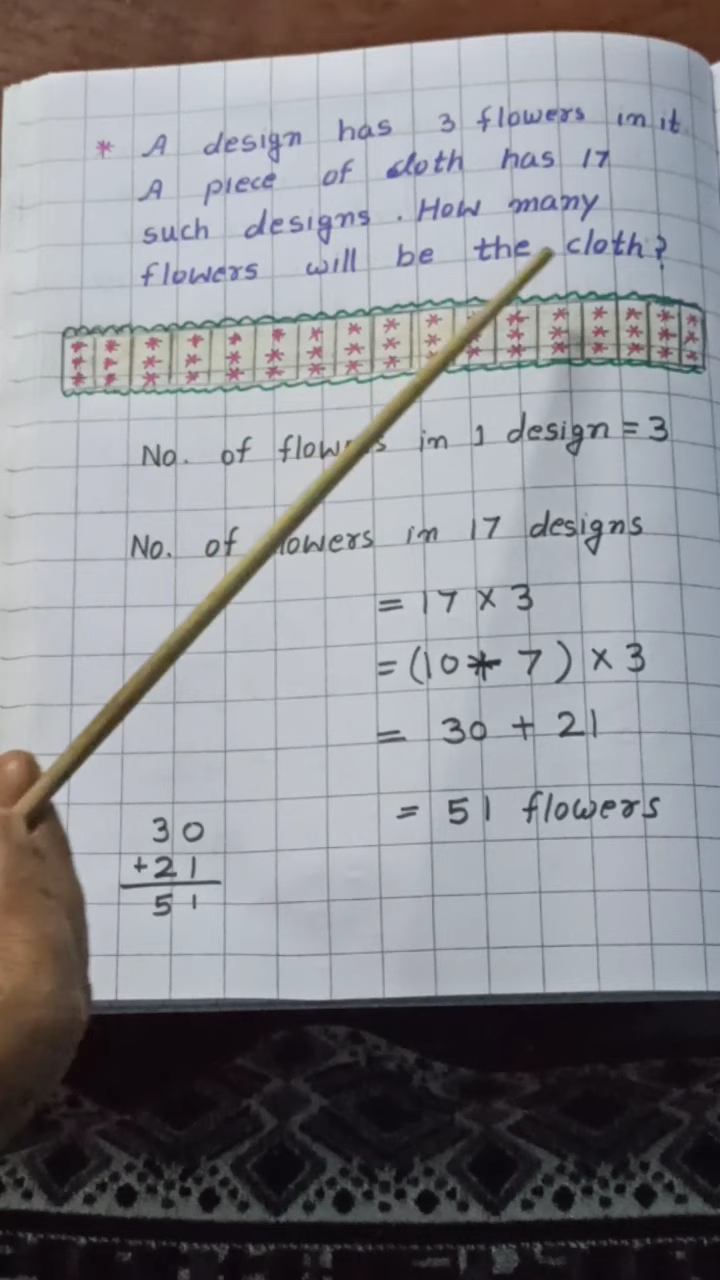 * A design has 3 flowers in it.
A piece of cloth has 17
such designs. How many
flowers will be the cloth?
No. of flowers in 1 design = 3
No. of flowers in 17 designs
= 17 × 3
= (10 + 7) × 3
= 30 + 21
= 51 flowers
30
+21
51